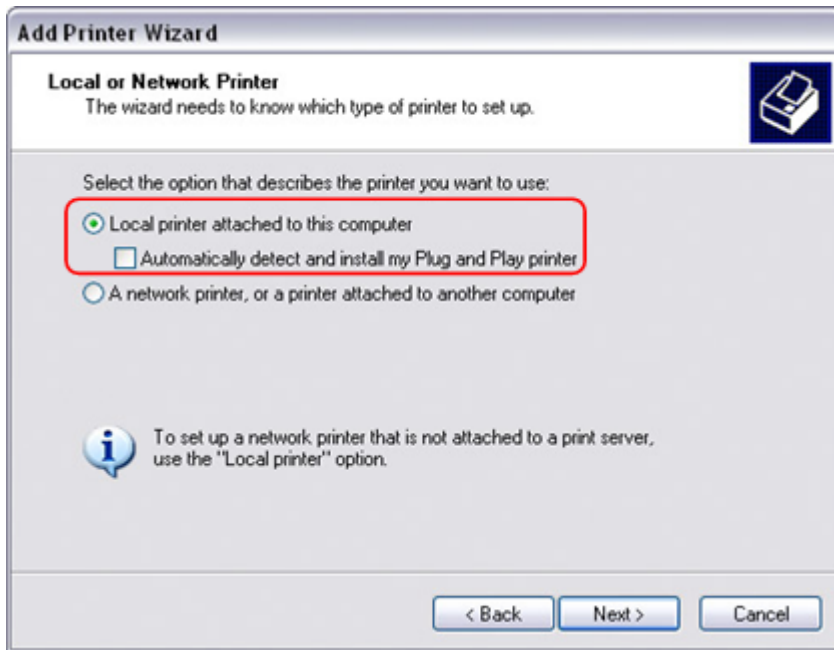 Add Printer Wizard
Local or Network Printer
The wizard needs to know which type of printer to set up.
Select the option that describes the printer you want to use:
Local printer attached to this computer
Automatically detect and install my Plug and Play printer
A network printer, or a printer attached to another computer
To set up a network printer that is not attached to a print server,
use the "Local printer" option.
< Back Next > Cancel